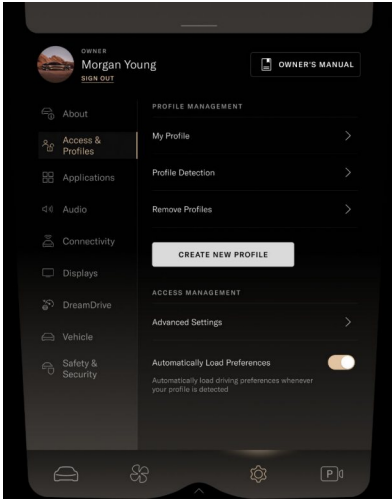 OWNER
Morgan Young
SIGN OUT
OWNER'S MANUAL
About
Access &
Profiles
Applications
Audio
Connectivity
Displays
DreamDrive
Vehicle
Safety &
Security
PROFILE MANAGEMENT
My Profile
Profile Detection
Remove Profiles
CREATE NEW PROFILE
ACCESS MANAGEMENT
Advanced Settings
Automatically Load Preferences
Automatically load driving preferences whenever
your profile is detected
P